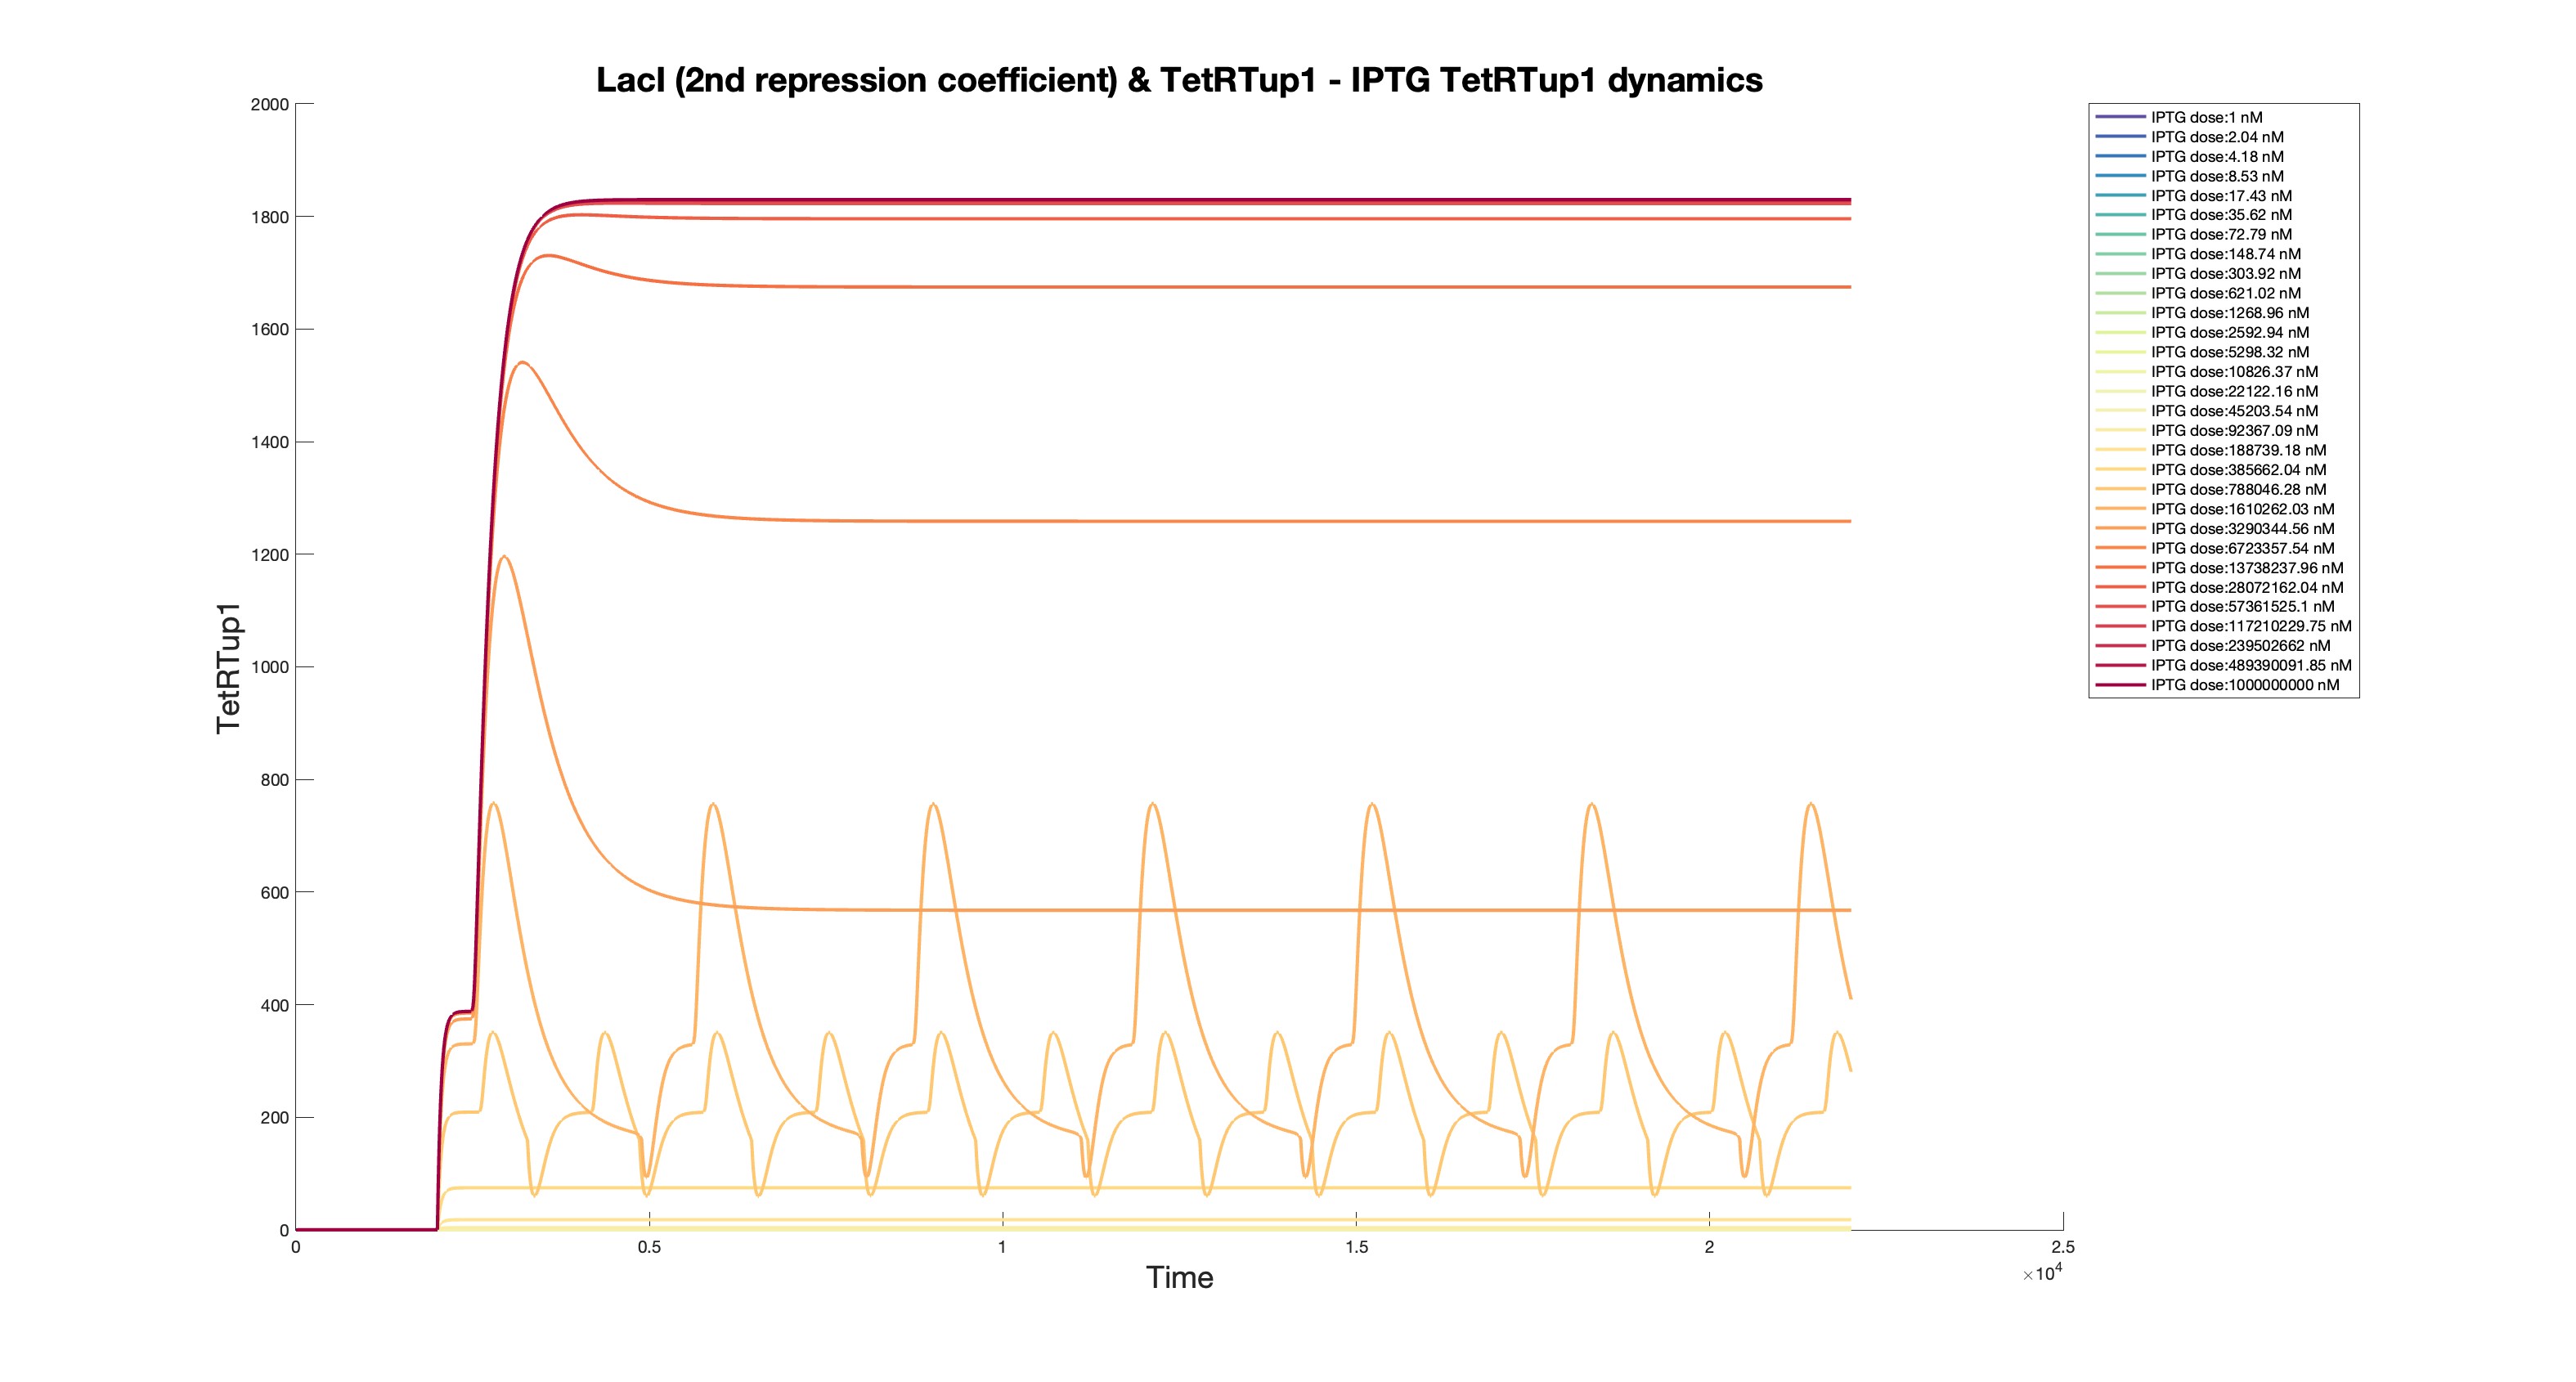 LacI (2nd repression coefficient) & TetRTup1 - IPTG TetRTup1 dynamics
TetRTup1
2000
1800
1600
1400
1200
1000
800
600
400
200
0
0
0.5
1
1.5
2
2.5
×10^4
Time
IPTG dose:1 nM
IPTG dose:2.04 nM
IPTG dose:4.18 nM
IPTG dose:8.53 nM
IPTG dose:17.43 nM
IPTG dose:35.62 nM
IPTG dose:72.79 nM
IPTG dose:148.74 nM
IPTG dose:303.92 nM
IPTG dose:621.02 nM
IPTG dose:1268.96 nM
IPTG dose:2592.94 nM
IPTG dose:5298.32 nM
IPTG dose:10826.37 nM
IPTG dose:22122.16 nM
IPTG dose:45203.54 nM
IPTG dose:92367.09 nM
IPTG dose:188739.18 nM
IPTG dose:385662.04 nM
IPTG dose:788046.28 nM
IPTG dose:1610262.03 nM
IPTG dose:3290344.56 nM
IPTG dose:6723357.54 nM
IPTG dose:13738237.96 nM
IPTG dose:28072162.04 nM
IPTG dose:57361525.1 nM
IPTG dose:117210229.75 nM
IPTG dose:239502662 nM
IPTG dose:489390091.85 nM
IPTG dose:1000000000 nM